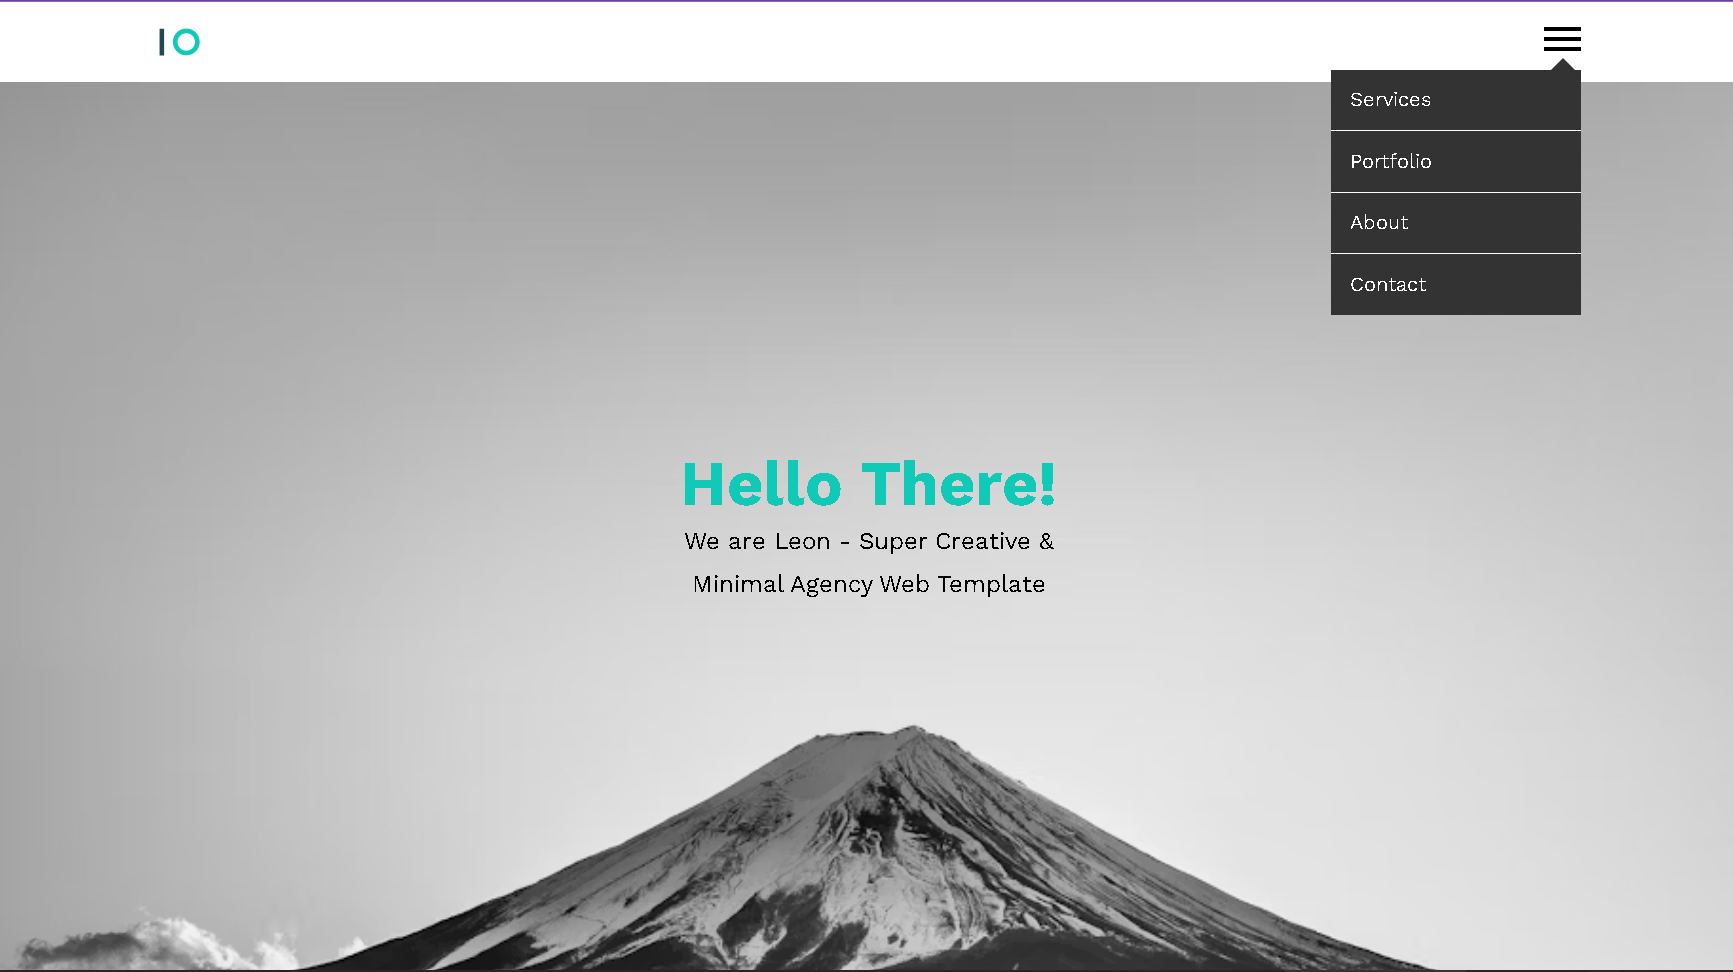 IO
Services
Portfolio
About
Contact
Hello There!
We are Leon - Super Creative &
Minimal Agency Web Template